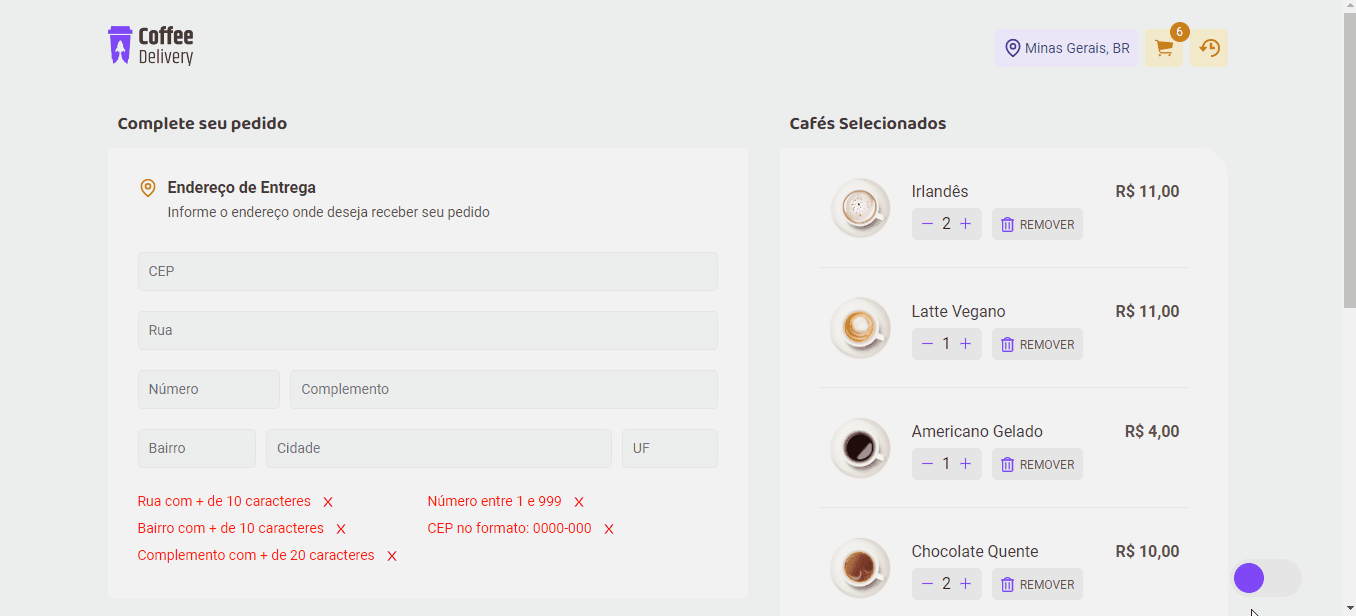 Coffee
Delivery
Minas Gerais, BR
6
Complete seu pedido
Endereço de Entrega
Informe o endereço onde deseja receber seu pedido
CEP
Rua
Número Complemento
Bairro Cidade UF
Rua com + de 10 caracteres X Número entre 1 e 999 X
Bairro com + de 10 caracteres X CEP no formato: 0000-000 X
Complemento com + de 20 caracteres X
Cafés Selecionados
Irlandês R$ 11,00
− 2 + REMOVER
Latte Vegano R$ 11,00
− 1 + REMOVER
Americano Gelado R$ 4,00
− 1 + REMOVER
Chocolate Quente R$ 10,00
− 2 + REMOVER